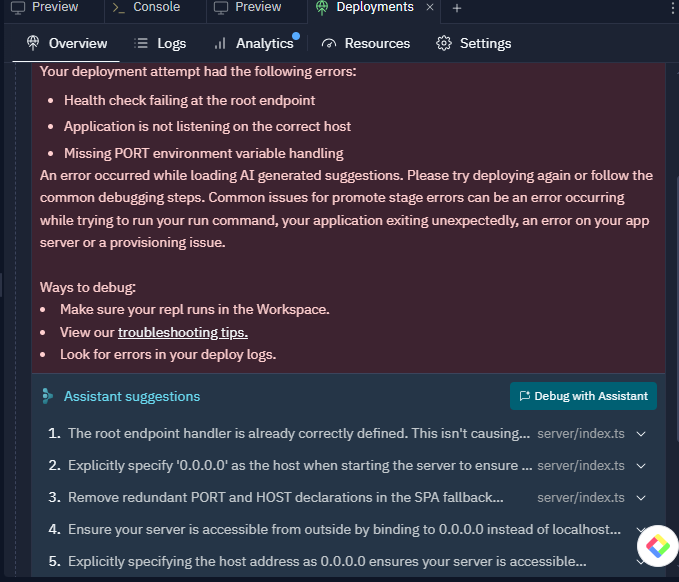 Preview
Console
Preview
Deployments
Overview
Logs
Analytics
Resources
Settings
Your deployment attempt had the following errors:
• Health check failing at the root endpoint
• Application is not listening on the correct host
• Missing PORT environment variable handling
An error occurred while loading AI generated suggestions. Please try deploying again or follow the
common debugging steps. Common issues for promote stage errors can be an error occurring
while trying to run your run command, your application exiting unexpectedly, an error on your app
server or a provisioning issue.
Ways to debug:
• Make sure your repl runs in the Workspace.
• View our troubleshooting tips.
• Look for errors in your deploy logs.
Assistant suggestions
Debug with Assistant
1. The root endpoint handler is already correctly defined. This isn't causing... server/index.ts
2. Explicitly specify '0.0.0.0' as the host when starting the server to ensure ... server/index.ts
3. Remove redundant PORT and HOST declarations in the SPA fallback... server/index.ts
4. Ensure your server is accessible from outside by binding to 0.0.0.0 instead of localhost...
5. Explicitly specifying the host address as 0.0.0.0 ensures your server is accessible...